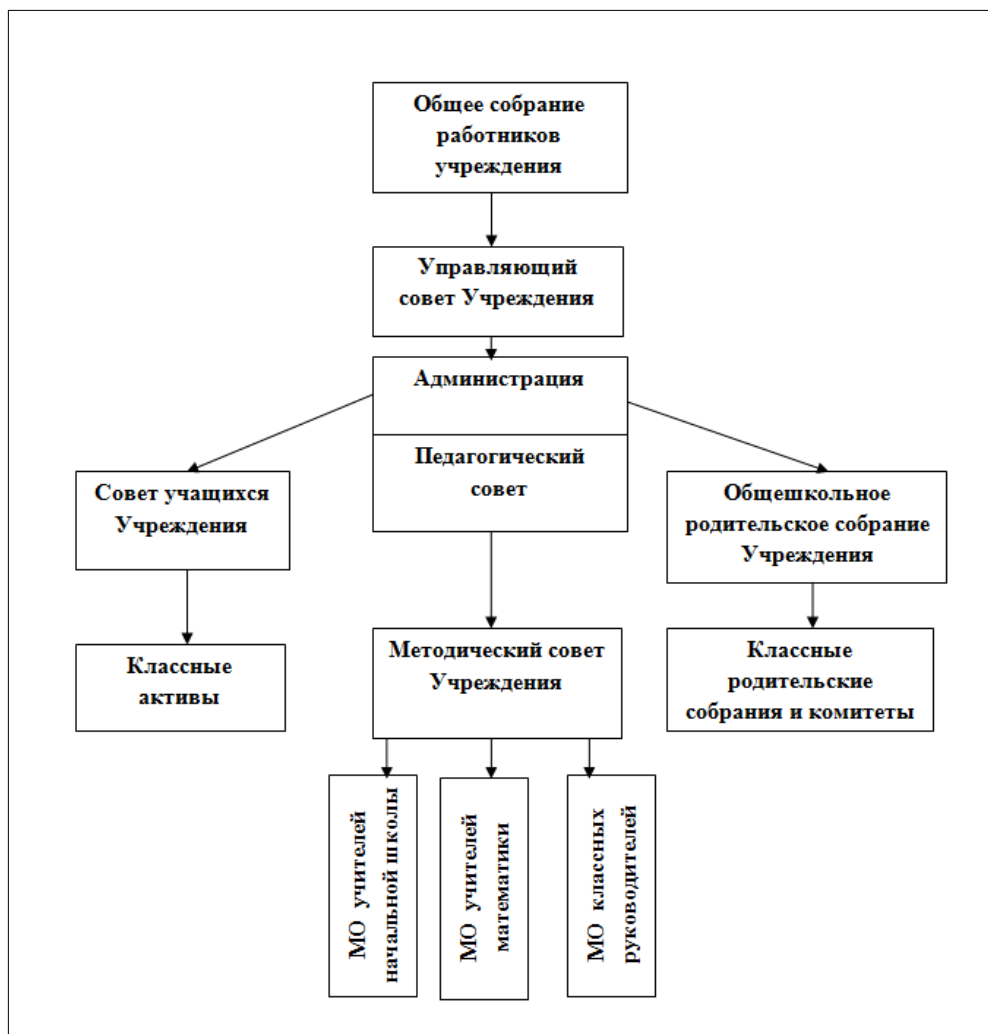 Общее собрание
работников
учреждения
Управляющий
совет Учреждения
Администрация
Педагогический
совет
Совет учащихся
Учреждения
Общешкольное
родительское собрание
Учреждения
Классные
активы
Методический совет
Учреждения
Классные
родительские
собрания и комитеты
МО учителей
начальной школы
МО учителей
математики
МО классных
руководителей